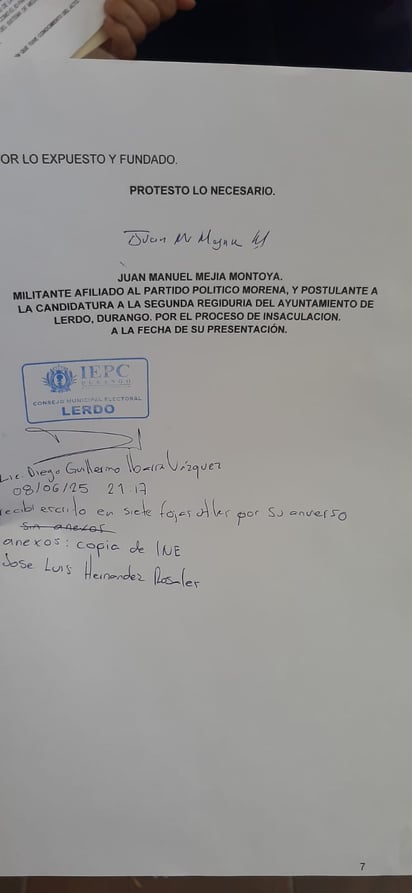 OR LO EXPUESTO Y FUNDADO.
PROTESTO LO NECESARIO.
Juan M Mejia M
JUAN MANUEL MEJIA MONTOYA.
MILITANTE AFILIADO AL PARTIDO POLITICO MORENA, Y POSTULANTE A
LA CANDIDATURA A LA SEGUNDA REGIDURIA DEL AYUNTAMIENTO DE
LERDO, DURANGO. POR EL PROCESO DE INSACULACION.
A LA FECHA DE SU PRESENTACIÓN.
IEPC
DURANGO
CONSEJO MUNICIPAL ELECTORAL
LERDO
Lic. Diego Guillermo Ibarra Vázquez
08/06/25 21:17
recibí escrito en siete fojas útiles por su anverso
sin anexos
anexos: copia de INE
Jose Luis Hernandez Rosales
7